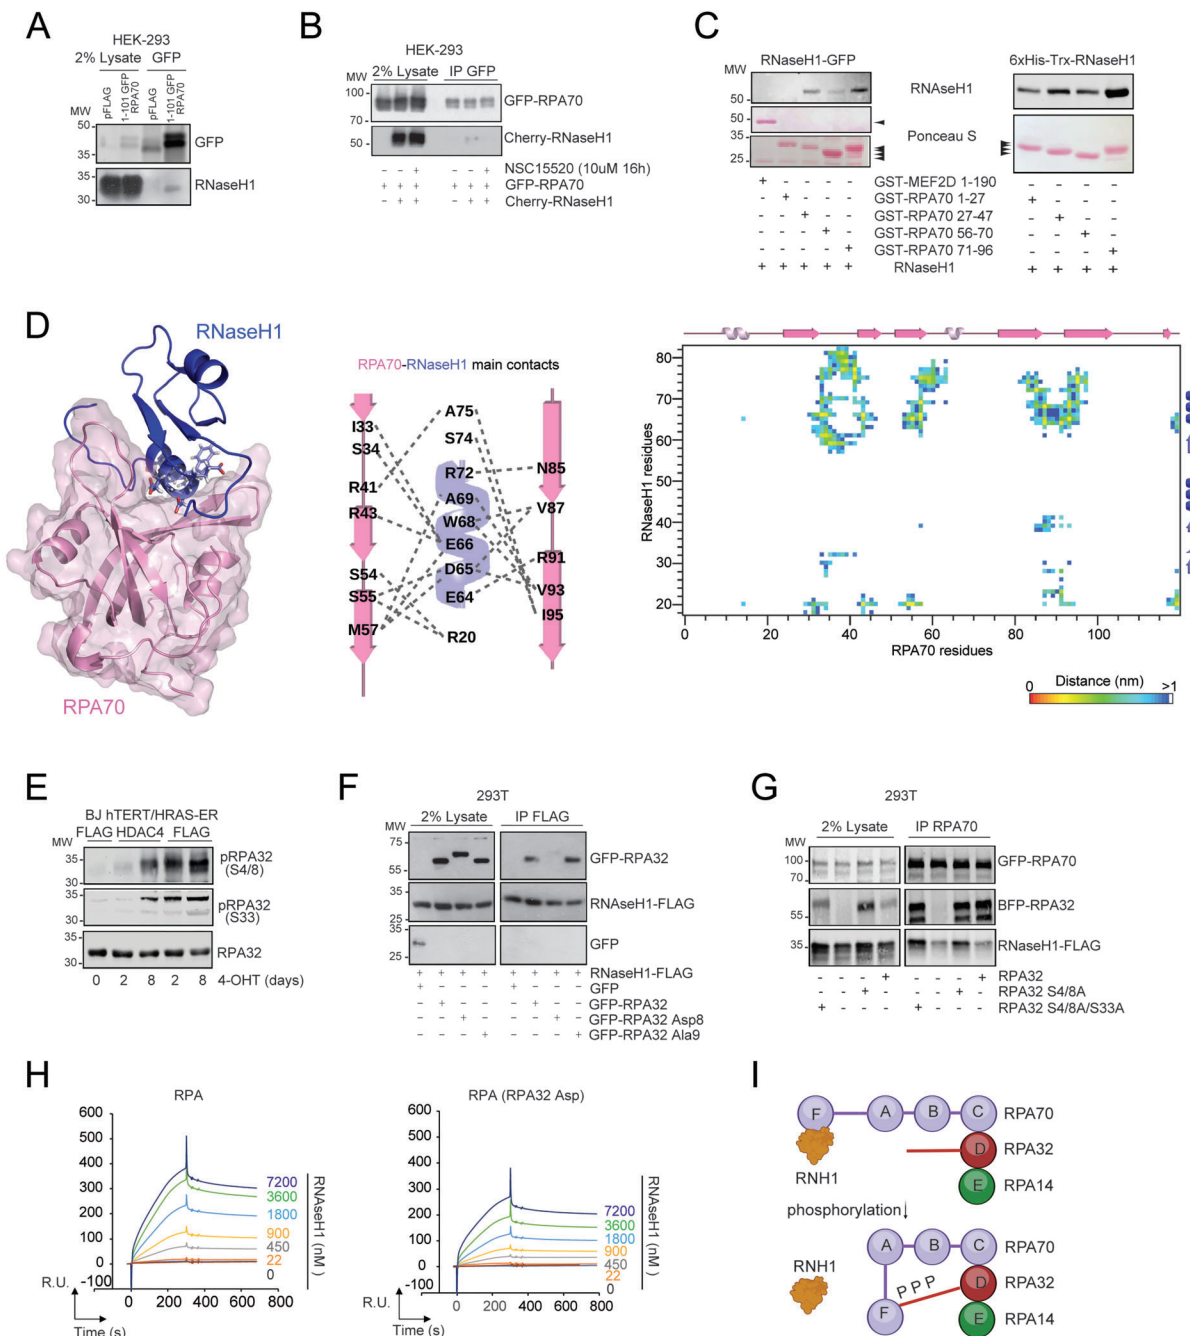 A
HEK-293
2% Lysate GFP
pFLAG
1-101 GFP RPA70
pFLAG
1-101 GFP RPA70
MW
50
35
GFP
35
30
RNaseH1
B
HEK-293
2% Lysate IP GFP
MW
100
70
GFP-RPA70
50
Cherry-RNaseH1
- - + - - + NSC15520 (10uM 16h)
+ + + + + + GFP-RPA70
- + + - + + Cherry-RNaseH1
C
RNaseH1-GFP
6xHis-Trx-RNaseH1
MW
50
RNAseH1
50
35
25
Ponceau S
+ - - - - GST-MEF2D 1-190 - - - -
- + - - - GST-RPA70 1-27 + - - -
- - + - - GST-RPA70 27-47 - + - -
- - - + - GST-RPA70 56-70 - - + -
- - - - + GST-RPA70 71-96 - - - +
+ + + + + RNaseH1 + + + +
D
RNaseH1
RPA70
RPA70-RNaseH1 main contacts
I33
S34
R41
R43
S54
S55
M57
A75
S74
R72
A69
W68
E66
D65
E64
R20
N85
V87
R91
V93
I95
RNaseH1 residues
80
70
60
50
40
30
20
0 20 40 60 80 100
RPA70 residues
Distance (nm)
0 >1
E
BJ hTERT/HRAS-ER
FLAG HDAC4 FLAG
MW
35
30
pRPA32
(S4/8)
35
30
pRPA32
(S33)
35
30
RPA32
0 2 8 2 8 4-OHT (days)
F
293T
2% Lysate IP FLAG
MW
75
55
GFP-RPA32
35
25
RNAseH1-FLAG
35
25
GFP
+ + + + + + + + RNaseH1-FLAG
+ - - - + - - - GFP
- + - - - + - - GFP-RPA32
- - + - - - + - GFP-RPA32 Asp8
- - - + - - - + GFP-RPA32 Ala9
G
293T
2% Lysate IP RPA70
MW
100
70
GFP-RPA70
55
BFP-RPA32
35
RNaseH1-FLAG
- - - + - - - + RPA32
- - + - - - + - RPA32 S4/8A
+ - - - + - - - RPA32 S4/8A/S33A
H
RPA
600
500
400
300
200
100
0
-100
R.U.
Time (s)
0 200 400 600 800
7200
3600
1800
900
450
22
0
RNAseH1 (nM)
RPA (RPA32 Asp)
600
500
400
300
200
100
0
-100
R.U.
Time (s)
0 200 400 600 800
7200
3600
1800
900
450
22
0
RNAseH1 (nM)
I
F A B C RPA70
D RPA32
RNH1
E RPA14
phosphorylation
A B C RPA70
RNH1
P P P
D RPA32
F
E RPA14